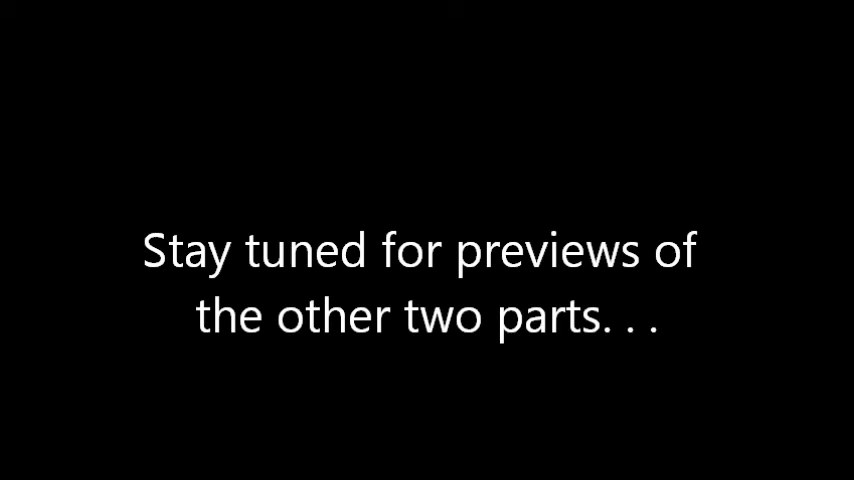 Stay tuned for previews of
the other two parts. . .